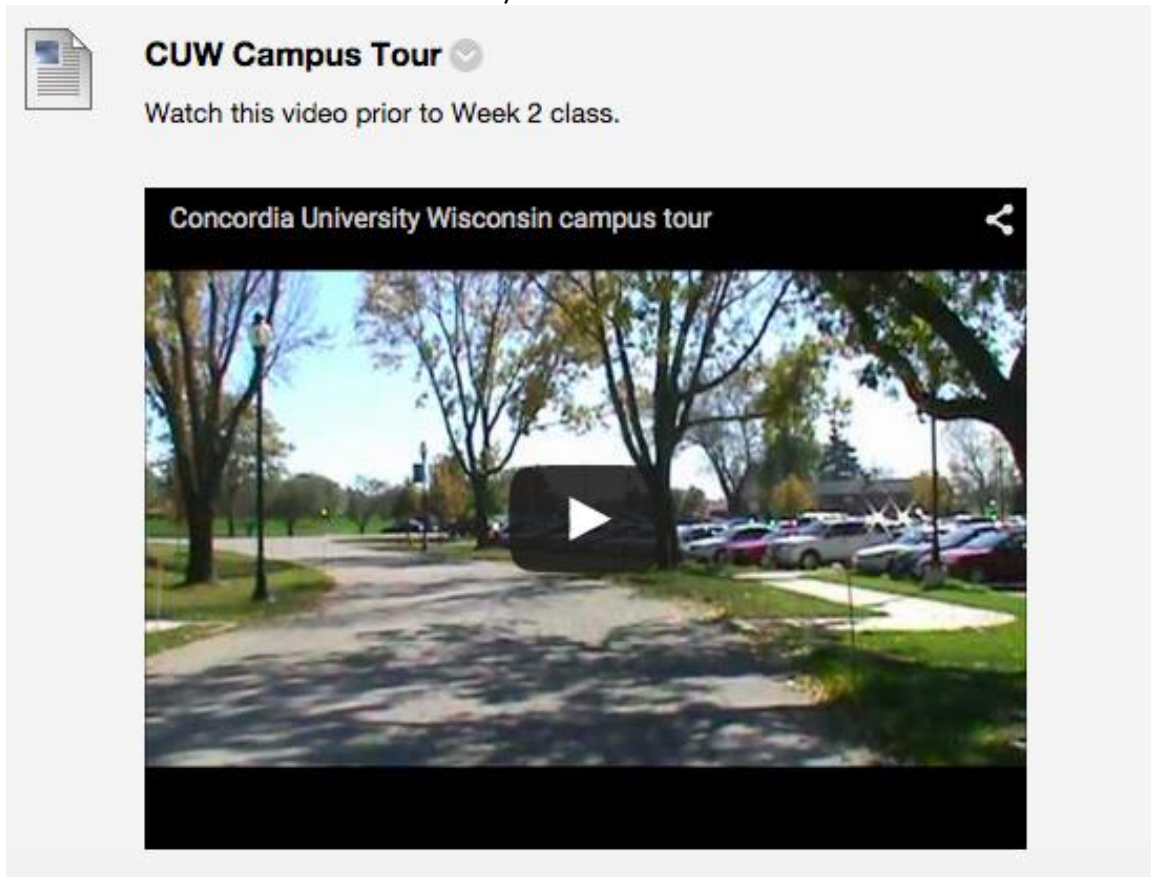 CUW Campus Tour
Watch this video prior to Week 2 class.
Concordia University Wisconsin campus tour